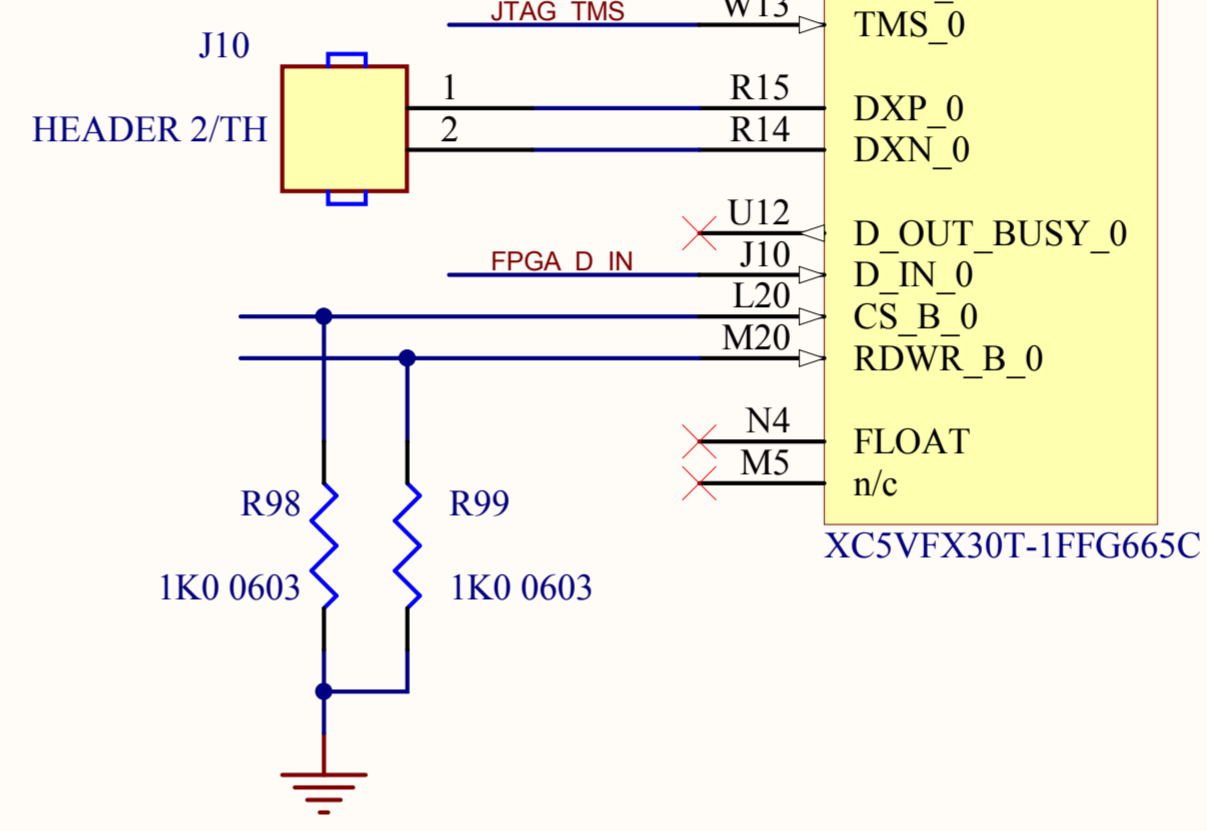 JTAG_TMS
W13
TMS_0
J10
HEADER 2/TH
1
R15
DXP_0
2
R14
DXN_0
U12
D_OUT_BUSY_0
FPGA_D_IN
J10
D_IN_0
L20
CS_B_0
M20
RDWR_B_0
N4
FLOAT
M5
n/c
XC5VFX30T-1FFG665C
R98
R99
1K0 0603
1K0 0603